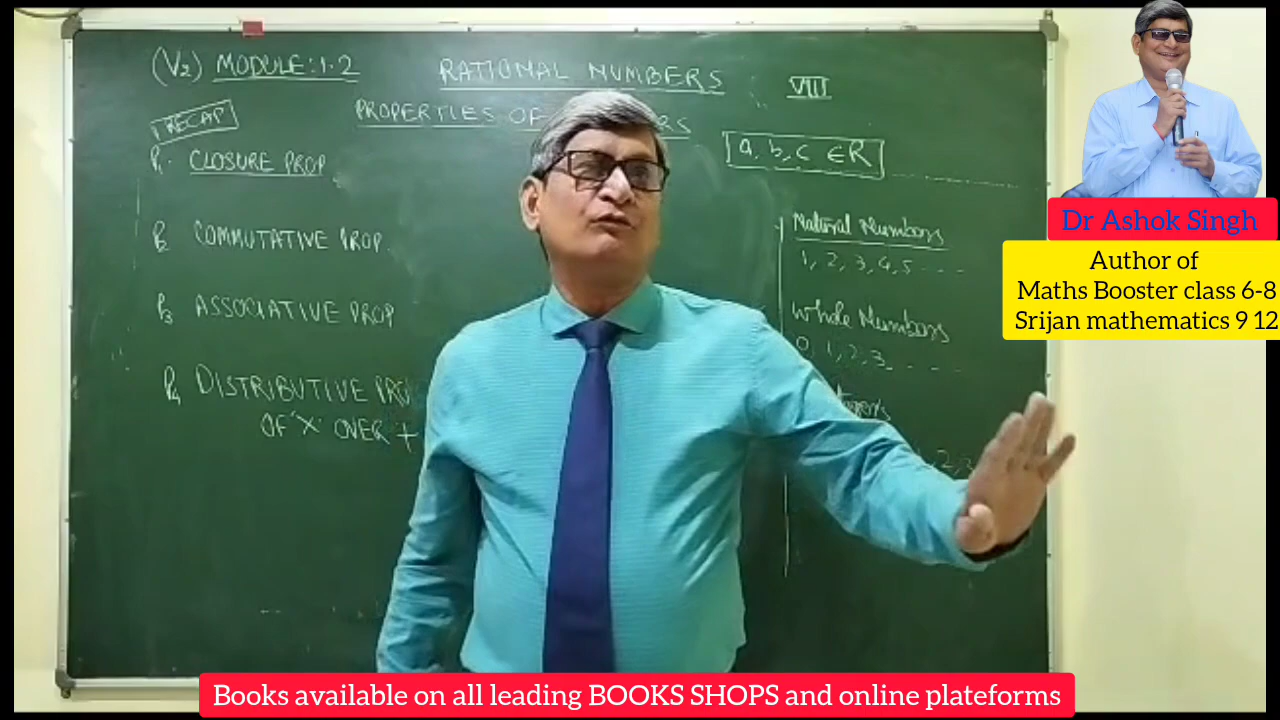 (V2) MODULE: 1.2
RATIONAL NUMBERS
VIII
RECAP
PROPERTIES OF
a, b, c ∈ R
P1. CLOSURE PROP.
P2 COMMUTATIVE PROP.
P3 ASSOCIATIVE PROP
P4 DISTRIBUTIVE PRO
OF 'X' OVER +
Natural Numbers
1, 2, 3, 4, 5 - - -
Whole Numbers
0, 1, 2, 3, - - - -
Dr Ashok Singh
Author of
Maths Booster class 6-8
Srijan mathematics 9 12
Books available on all leading BOOKS SHOPS and online plateforms